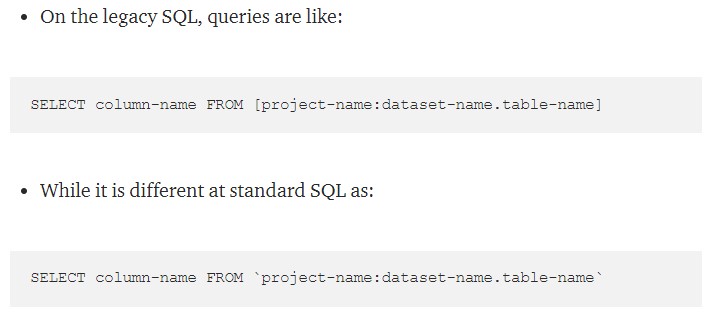 • On the legacy SQL, queries are like:
SELECT column-name FROM [project-name:dataset-name.table-name]
• While it is different at standard SQL as:
SELECT column-name FROM `project-name:dataset-name.table-name`